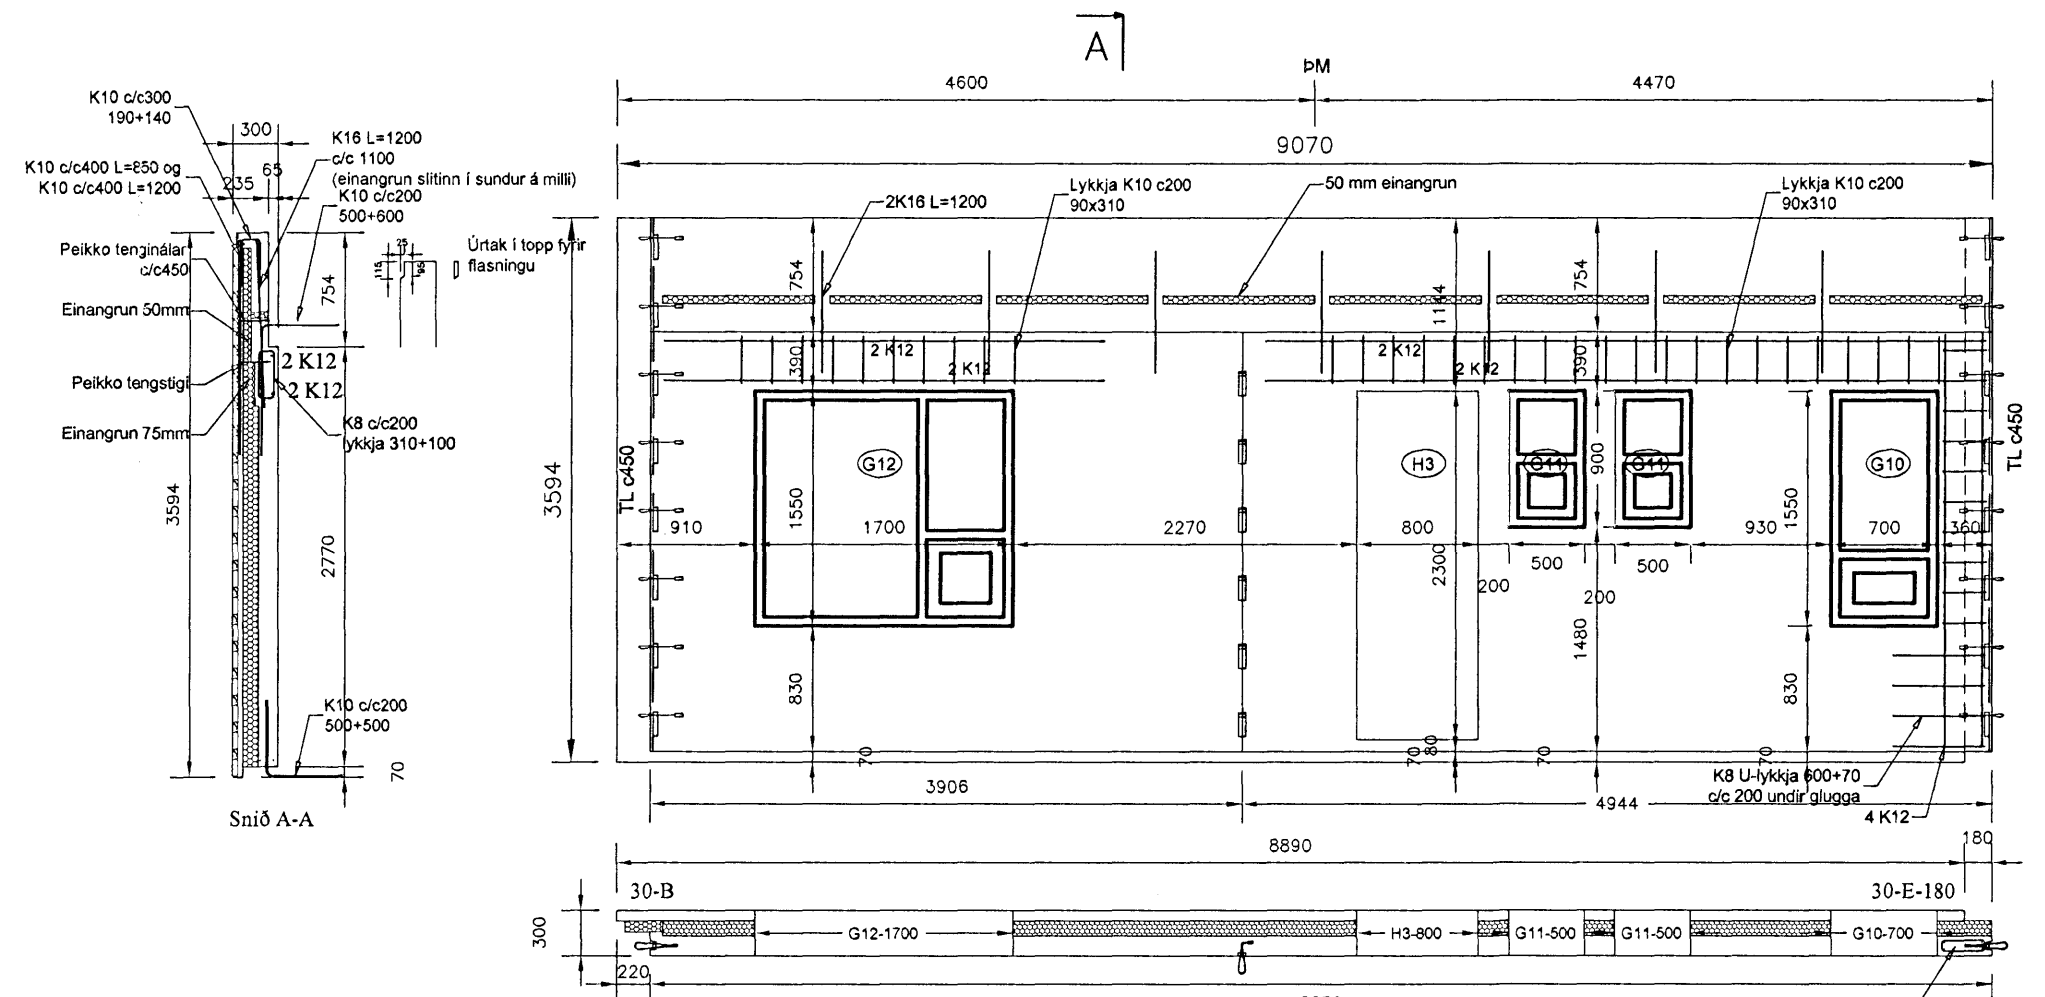 A
ÞM
4600
4470
9070
K10 c/c300
190+140
300
K16 L=1200
c/c 1100
(einangrun slitinn í sundur á milli)
K10 c/c400 L=850 og
K10 c/c400 L=1200
235
65
K10 c/c200
500+600
Peikko tenginálar
c/c450
Einangrun 50mm
Peikko tengstigi
Einangrun 75mm
754
25
115
95
Úrtak í topp fyrir
flasningu
2 K12
2 K12
K8 c/c200
lykkja 310+100
3594
2770
K10 c/c200
500+500
70
Snið A-A
2K16 L=1200
Lykkja K10 c200
90x310
50 mm einangrun
Lykkja K10 c200
90x310
754
1144
754
390
2 K12
2 K12
2 K12
2 K12
390
3594
TL c450
TL c450
G12
H3
G11
G11
G10
1550
900
1550
910
1700
2270
800
930
700
360
2300
500
500
200
200
830
1480
830
70
70
80
70
70
K8 U-lykkja 600+70
c/c 200 undir glugga
4 K12
3906
4944
8890
180
30-B
30-E-180
300
G12-1700
H3-800
G11-500
G11-500
G10-700
220